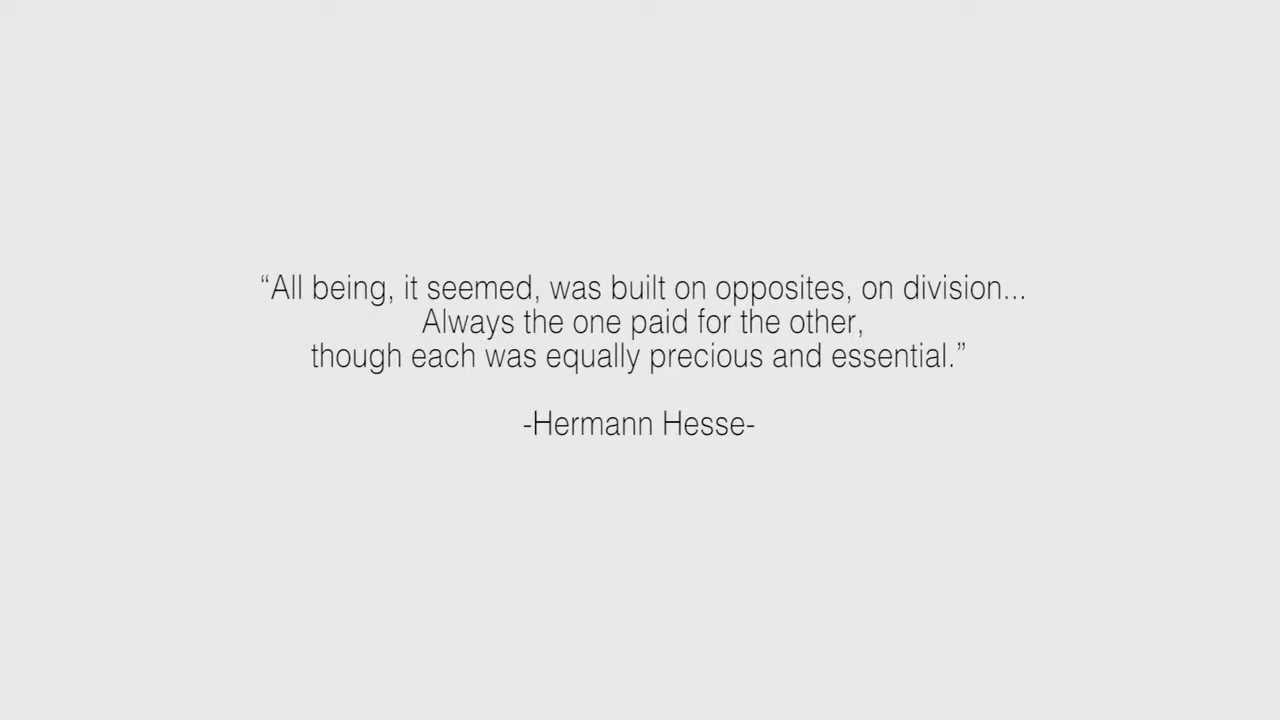 “All being, it seemed, was built on opposites, on division...
Always the one paid for the other,
though each was equally precious and essential.”
-Hermann Hesse-